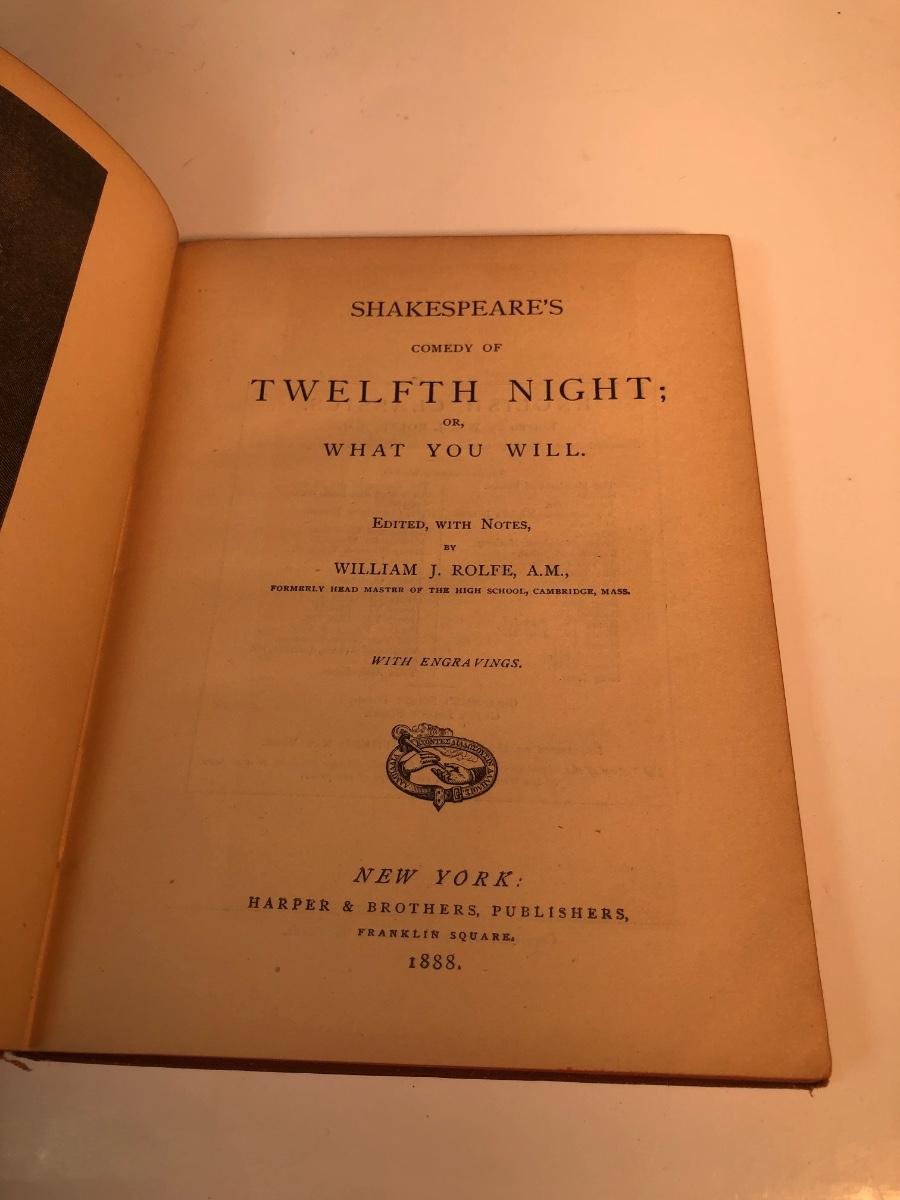 SHAKESPEARE'S
COMEDY OF
TWELFTH NIGHT;
OR,
WHAT YOU WILL.
EDITED, WITH NOTES,
BY
WILLIAM J. ROLFE, A.M.,
FORMERLY HEAD MASTER OF THE HIGH SCHOOL, CAMBRIDGE, MASS.
WITH ENGRAVINGS.
NEW YORK:
HARPER & BROTHERS, PUBLISHERS,
FRANKLIN SQUARE.
1888.